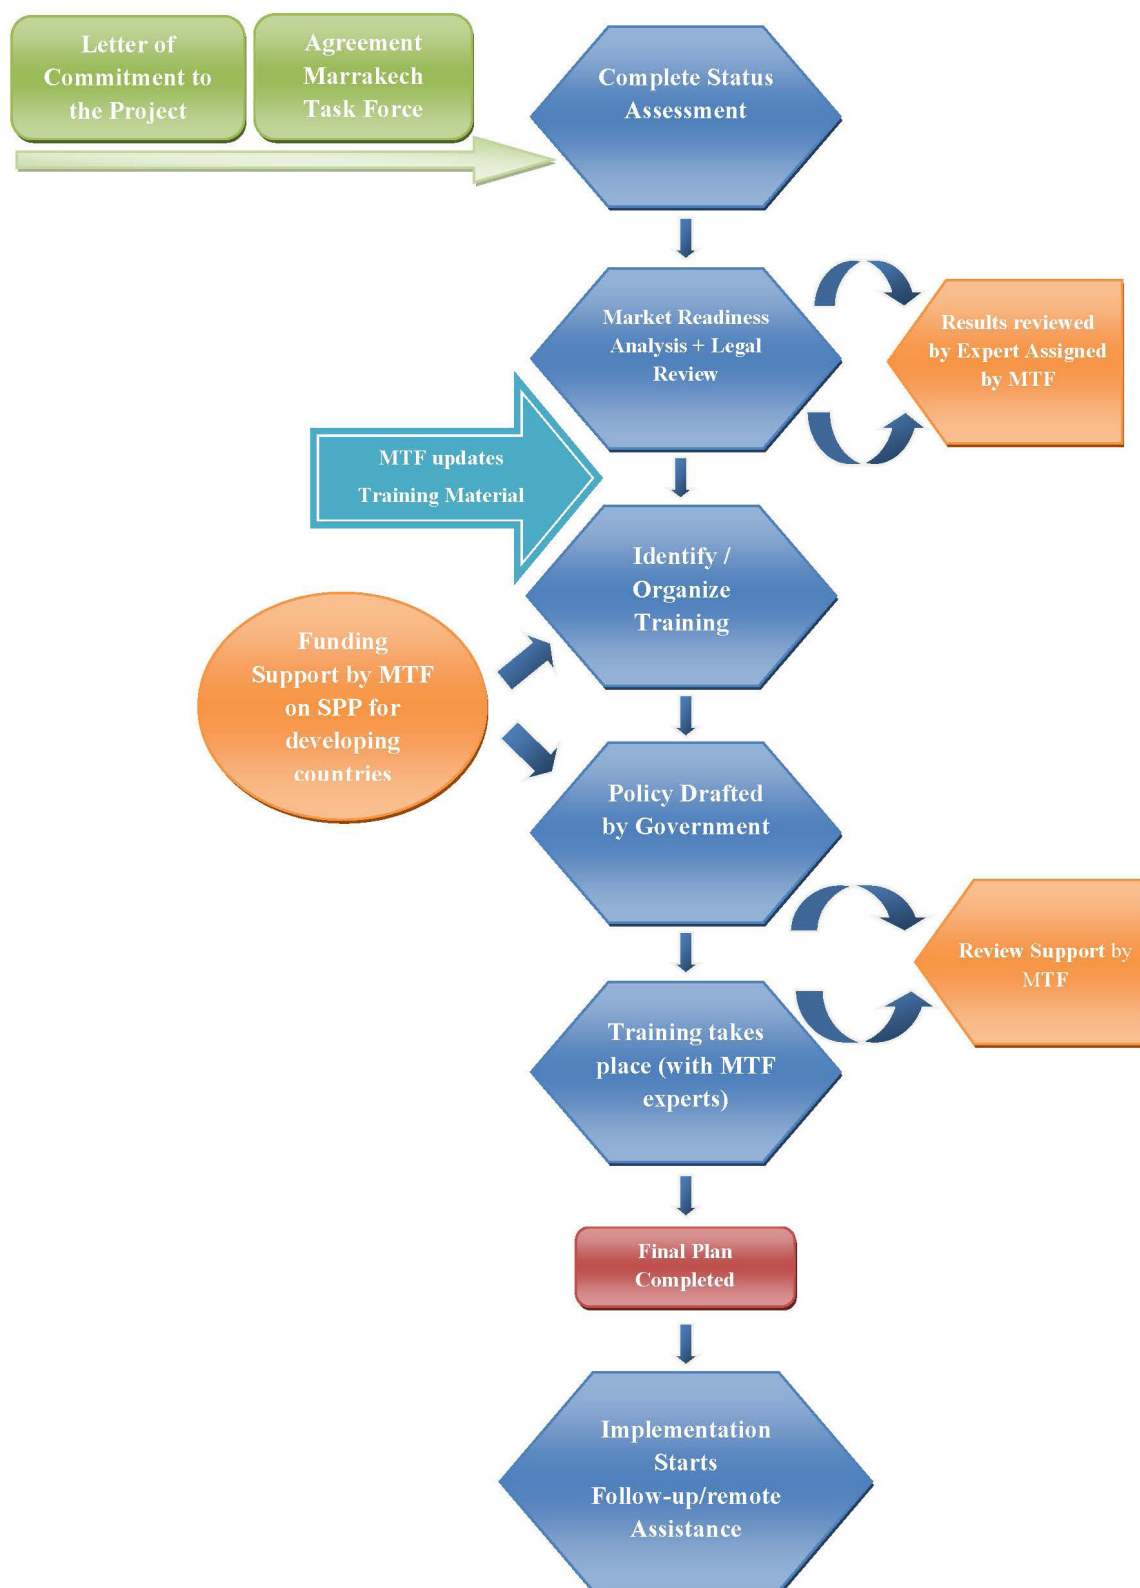 Letter of
Commitment to
the Project
Agreement
Marrakech
Task Force
Complete Status
Assessment
Market Readiness
Analysis + Legal
Review
Results reviewed
by Expert Assigned
by MTF
MTF updates
Training Material
Identify /
Organize
Training
Funding
Support by MTF
on SPP for
developing
countries
Policy Drafted
by Government
Review Support by
MTF
Training takes
place (with MTF
experts)
Final Plan
Completed
Implementation
Starts
Follow-up/remote
Assistance